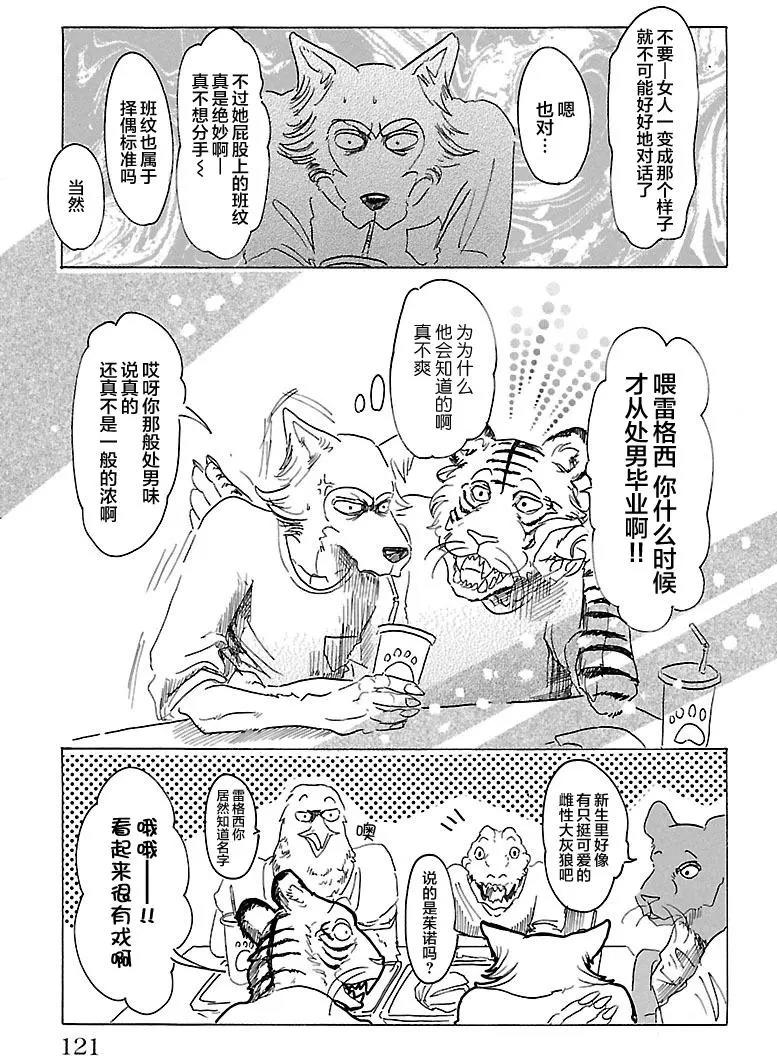 不要—女人一变成那个样子
就不可能好好地对话了
嗯
也对…
不过她屁股上的班纹
真是绝妙啊—
真不想分手～
班纹也属于
择偶标准吗
当然
喂雷格西 你什么时候
才从处男毕业啊!!
为为什么
他会知道的啊
真不爽
哎呀你那般处男味
说真的
还真不是一般的浓啊
新生里好像
有只挺可爱的
雌性大灰狼吧
说的是茱诺吗?
噢
雷格西你
居然知道名字
哦哦——!!
看起来很有戏啊
121